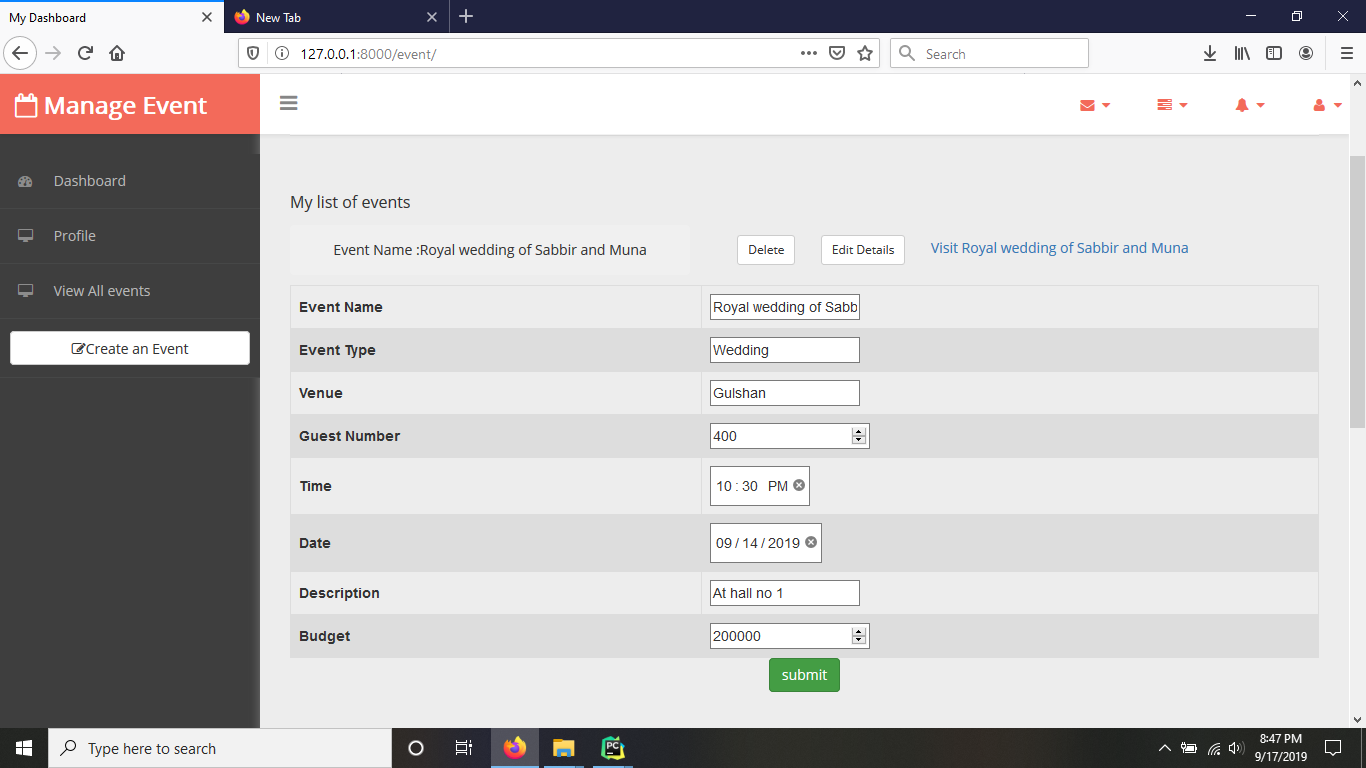 My Dashboard
New Tab
127.0.0.1:8000/event/
Search
Manage Event
Dashboard
Profile
View All events
Create an Event
My list of events
Event Name :Royal wedding of Sabbir and Muna
Delete
Edit Details
Visit Royal wedding of Sabbir and Muna
Event Name
Royal wedding of Sabb
Event Type
Wedding
Venue
Gulshan
Guest Number
400
Time
10 : 30 PM
Date
09 / 14 / 2019
Description
At hall no 1
Budget
200000
submit
Type here to search
PC
8:47 PM
9/17/2019